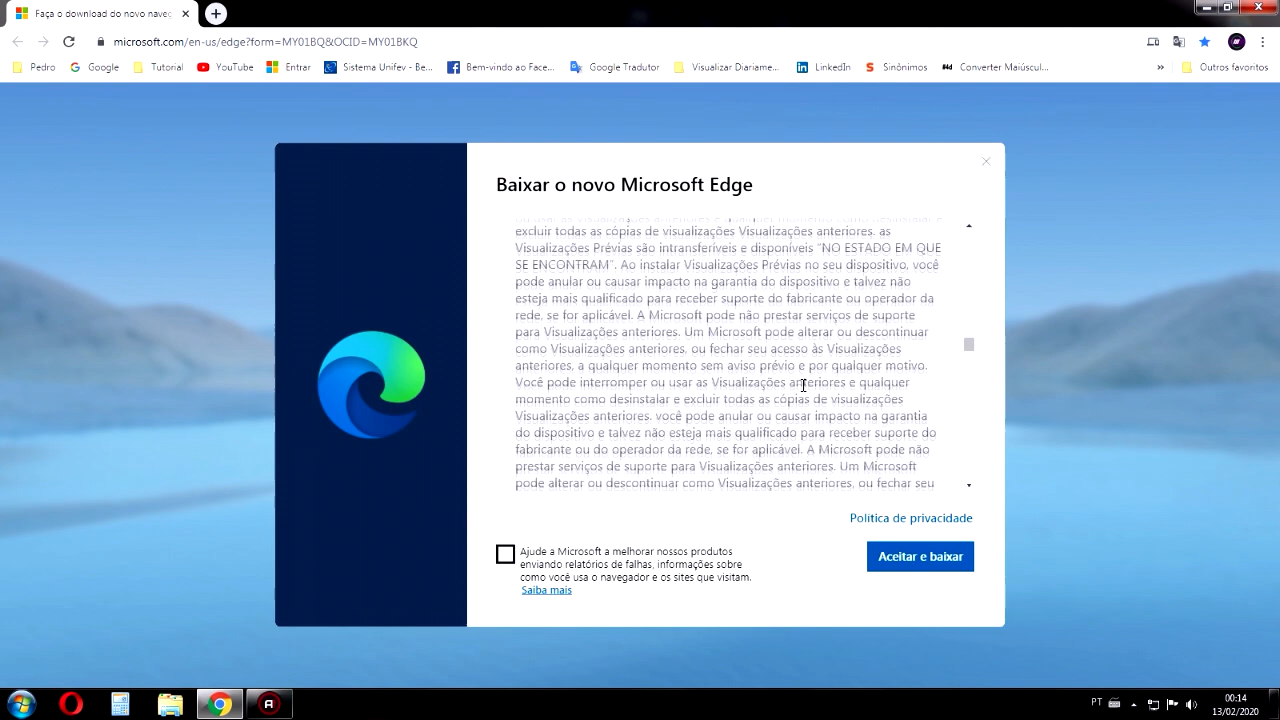 Faça o download do novo naveg
microsoft.com/en-us/edge?form=MY01BQ&OCID=MY01BKQ
Pedro
Google
Tutorial
YouTube
Entrar
Sistema Unifev - Be...
Bem-vindo ao Face...
Google Tradutor
Visualizar Diariame...
LinkedIn
Sinônimos
Converter Maiúscul...
Outros favoritos
Baixar o novo Microsoft Edge
excluir todas as cópias de visualizações Visualizações anteriores. as
Visualizações Prévias são intransferíveis e disponíveis “NO ESTADO EM QUE
SE ENCONTRAM”. Ao instalar Visualizações Prévias no seu dispositivo, você
pode anular ou causar impacto na garantia do dispositivo e talvez não
esteja mais qualificado para receber suporte do fabricante ou operador da
rede, se for aplicável. A Microsoft pode não prestar serviços de suporte
para Visualizações anteriores. Um Microsoft pode alterar ou descontinuar
como Visualizações anteriores, ou fechar seu acesso às Visualizações
anteriores, a qualquer momento sem aviso prévio e por qualquer motivo.
Você pode interromper ou usar as Visualizações anteriores e qualquer
momento como desinstalar e excluir todas as cópias de visualizações
Visualizações anteriores. você pode anular ou causar impacto na garantia
do dispositivo e talvez não esteja mais qualificado para receber suporte do
fabricante ou do operador da rede, se for aplicável. A Microsoft pode não
prestar serviços de suporte para Visualizações anteriores. Um Microsoft
pode alterar ou descontinuar como Visualizações anteriores, ou fechar seu
Política de privacidade
Ajude a Microsoft a melhorar nossos produtos
enviando relatórios de falhas, informações sobre
como você usa o navegador e os sites que visitam.
Saiba mais
Aceitar e baixar
PT
00:14
13/02/2020